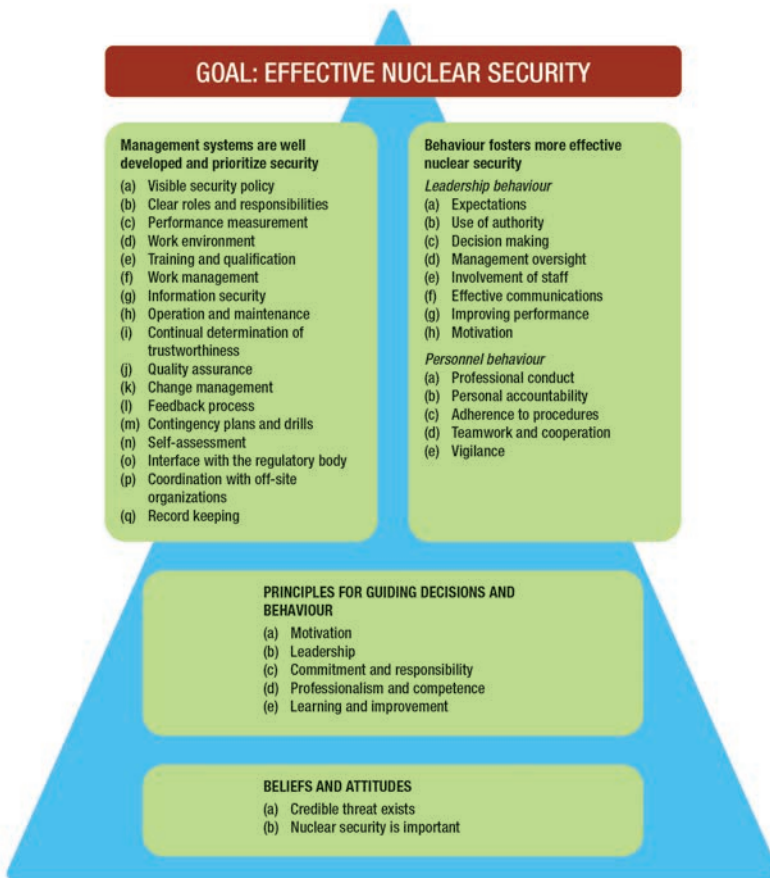 GOAL: EFFECTIVE NUCLEAR SECURITY
Management systems are well
developed and prioritize security
(a) Visible security policy
(b) Clear roles and responsibilities
(c) Performance measurement
(d) Work environment
(e) Training and qualification
(f) Work management
(g) Information security
(h) Operation and maintenance
(i) Continual determination of
trustworthiness
(j) Quality assurance
(k) Change management
(l) Feedback process
(m) Contingency plans and drills
(n) Self-assessment
(o) Interface with the regulatory body
(p) Coordination with off-site
organizations
(q) Record keeping
Behaviour fosters more effective
nuclear security
Leadership behaviour
(a) Expectations
(b) Use of authority
(c) Decision making
(d) Management oversight
(e) Involvement of staff
(f) Effective communications
(g) Improving performance
(h) Motivation
Personnel behaviour
(a) Professional conduct
(b) Personal accountability
(c) Adherence to procedures
(d) Teamwork and cooperation
(e) Vigilance
PRINCIPLES FOR GUIDING DECISIONS AND
BEHAVIOUR
(a) Motivation
(b) Leadership
(c) Commitment and responsibility
(d) Professionalism and competence
(e) Learning and improvement
BELIEFS AND ATTITUDES
(a) Credible threat exists
(b) Nuclear security is important